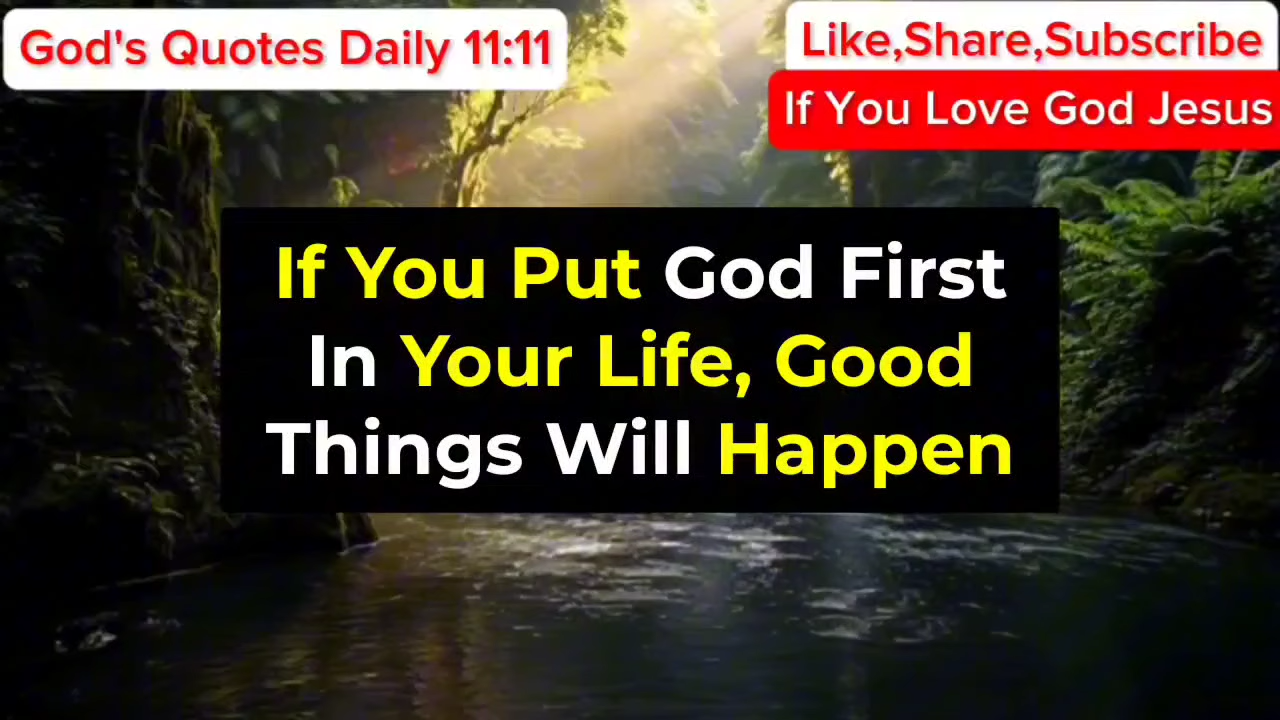 God's Quotes Daily 11:11
Like,Share,Subscribe
If You Love God Jesus
If You Put God First
In Your Life, Good
Things Will Happen